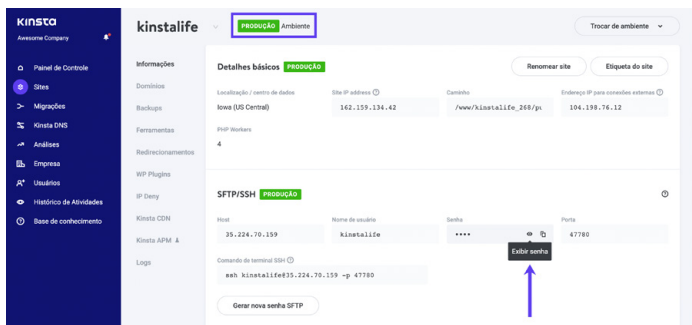 KINSTA
Awesome Company
Painel de Controle
Sites
Migrações
Kinsta DNS
Análises
Empresa
Usuários
Histórico de Atividades
Base de conhecimento
kinstalife
PRODUÇÃO Ambiente
Trocar de ambiente
Informações
Domínios
Backups
Ferramentas
Redirecionamentos
WP Plugins
IP Deny
Kinsta CDN
Kinsta APM
Logs
Detalhes básicos PRODUÇÃO
Renomear site
Etiqueta do site
Localização / centro de dados
Site IP address
Caminho
Endereço IP para conexões externas
Iowa (US Central)
162.159.134.42
/www/kinstalife_268/pu
104.198.76.12
PHP Workers
4
SFTP/SSH PRODUÇÃO
Host
Nome de usuário
Senha
Porta
35.224.70.159
kinstalife
••••
47780
Exibir senha
Comando de terminal SSH
ssh kinstalife@35.224.70.159 -p 47780
Gerar nova senha SFTP